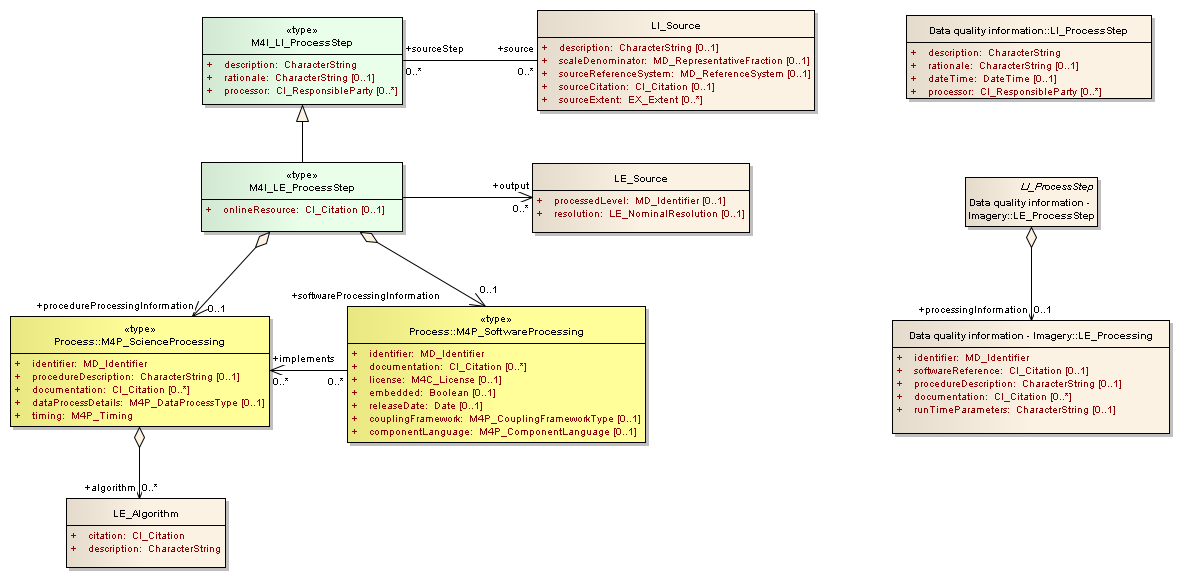 «type»
M4I_LI_ProcessStep
+ description: CharacterString
+ rationale: CharacterString [0..1]
+ processor: CI_ResponsibleParty [0..*]
+sourceStep
0..*
+source
0..*
LI_Source
+ description: CharacterString [0..1]
+ scaleDenominator: MD_RepresentativeFraction [0..1]
+ sourceReferenceSystem: MD_ReferenceSystem [0..1]
+ sourceCitation: CI_Citation [0..1]
+ sourceExtent: EX_Extent [0..*]
Data quality information::LI_ProcessStep
+ description: CharacterString
+ rationale: CharacterString [0..1]
+ dateTime: DateTime [0..1]
+ processor: CI_ResponsibleParty [0..*]
«type»
M4I_LE_ProcessStep
+ onlineResource: CI_Citation [0..1]
+output
0..*
LE_Source
+ processedLevel: MD_Identifier [0..1]
+ resolution: LE_NominalResolution [0..1]
LI_ProcessStep
Data quality information -
Imagery::LE_ProcessStep
+procedureProcessingInformation
0..1
+softwareProcessingInformation
0..1
+processingInformation
0..1
«type»
Process::M4P_ScienceProcessing
+ identifier: MD_Identifier
+ procedureDescription: CharacterString [0..1]
+ documentation: CI_Citation [0..*]
+ dataProcessDetails: M4P_DataProcessType [0..1]
+ timing: M4P_Timing
+implements
0..*
0..*
«type»
Process::M4P_SoftwareProcessing
+ identifier: MD_Identifier
+ documentation: CI_Citation [0..*]
+ license: M4C_License [0..1]
+ embedded: Boolean [0..1]
+ releaseDate: Date [0..1]
+ couplingFramework: M4P_CouplingFrameworkType [0..1]
+ componentLanguage: M4P_ComponentLanguage [0..1]
Data quality information - Imagery::LE_Processing
+ identifier: MD_Identifier
+ softwareReference: CI_Citation [0..1]
+ procedureDescription: CharacterString [0..1]
+ documentation: CI_Citation [0..*]
+ runTimeParameters: CharacterString [0..1]
+algorithm
0..*
LE_Algorithm
+ citation: CI_Citation
+ description: CharacterString